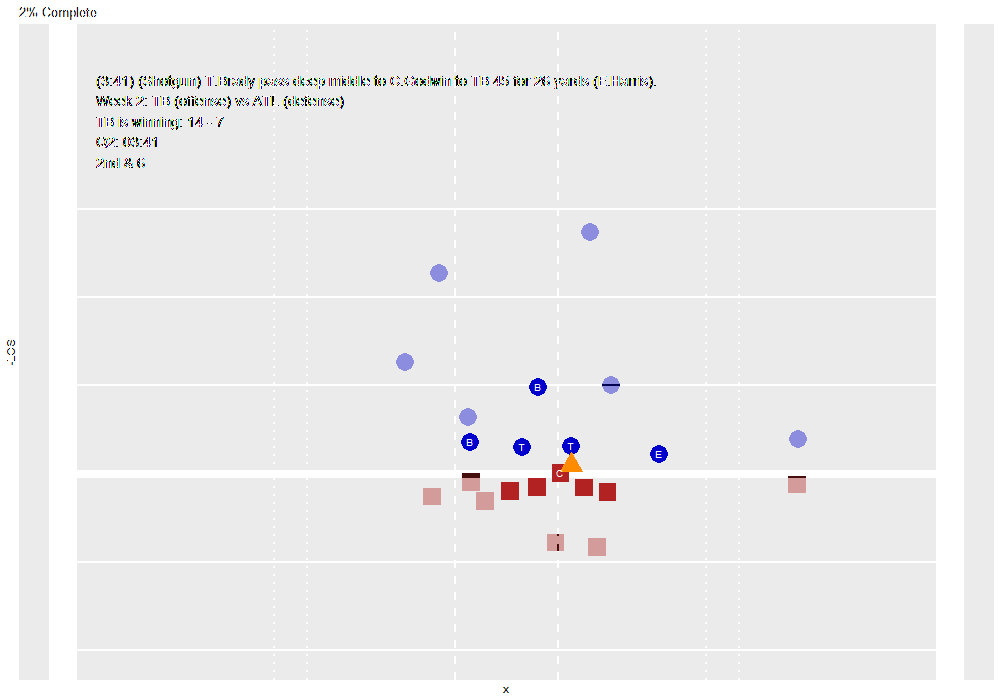 2% Complete
(3:41) (Shotgun) T.Brady pass deep middle to C.Godwin to TB 45 for 26 yards (E.Harris).
Week 2: TB (offense) vs ATL (defense)
TB is winning: 14 - 7
Q2: 03:41
2nd & 6
B
B
T
T
E
C
x